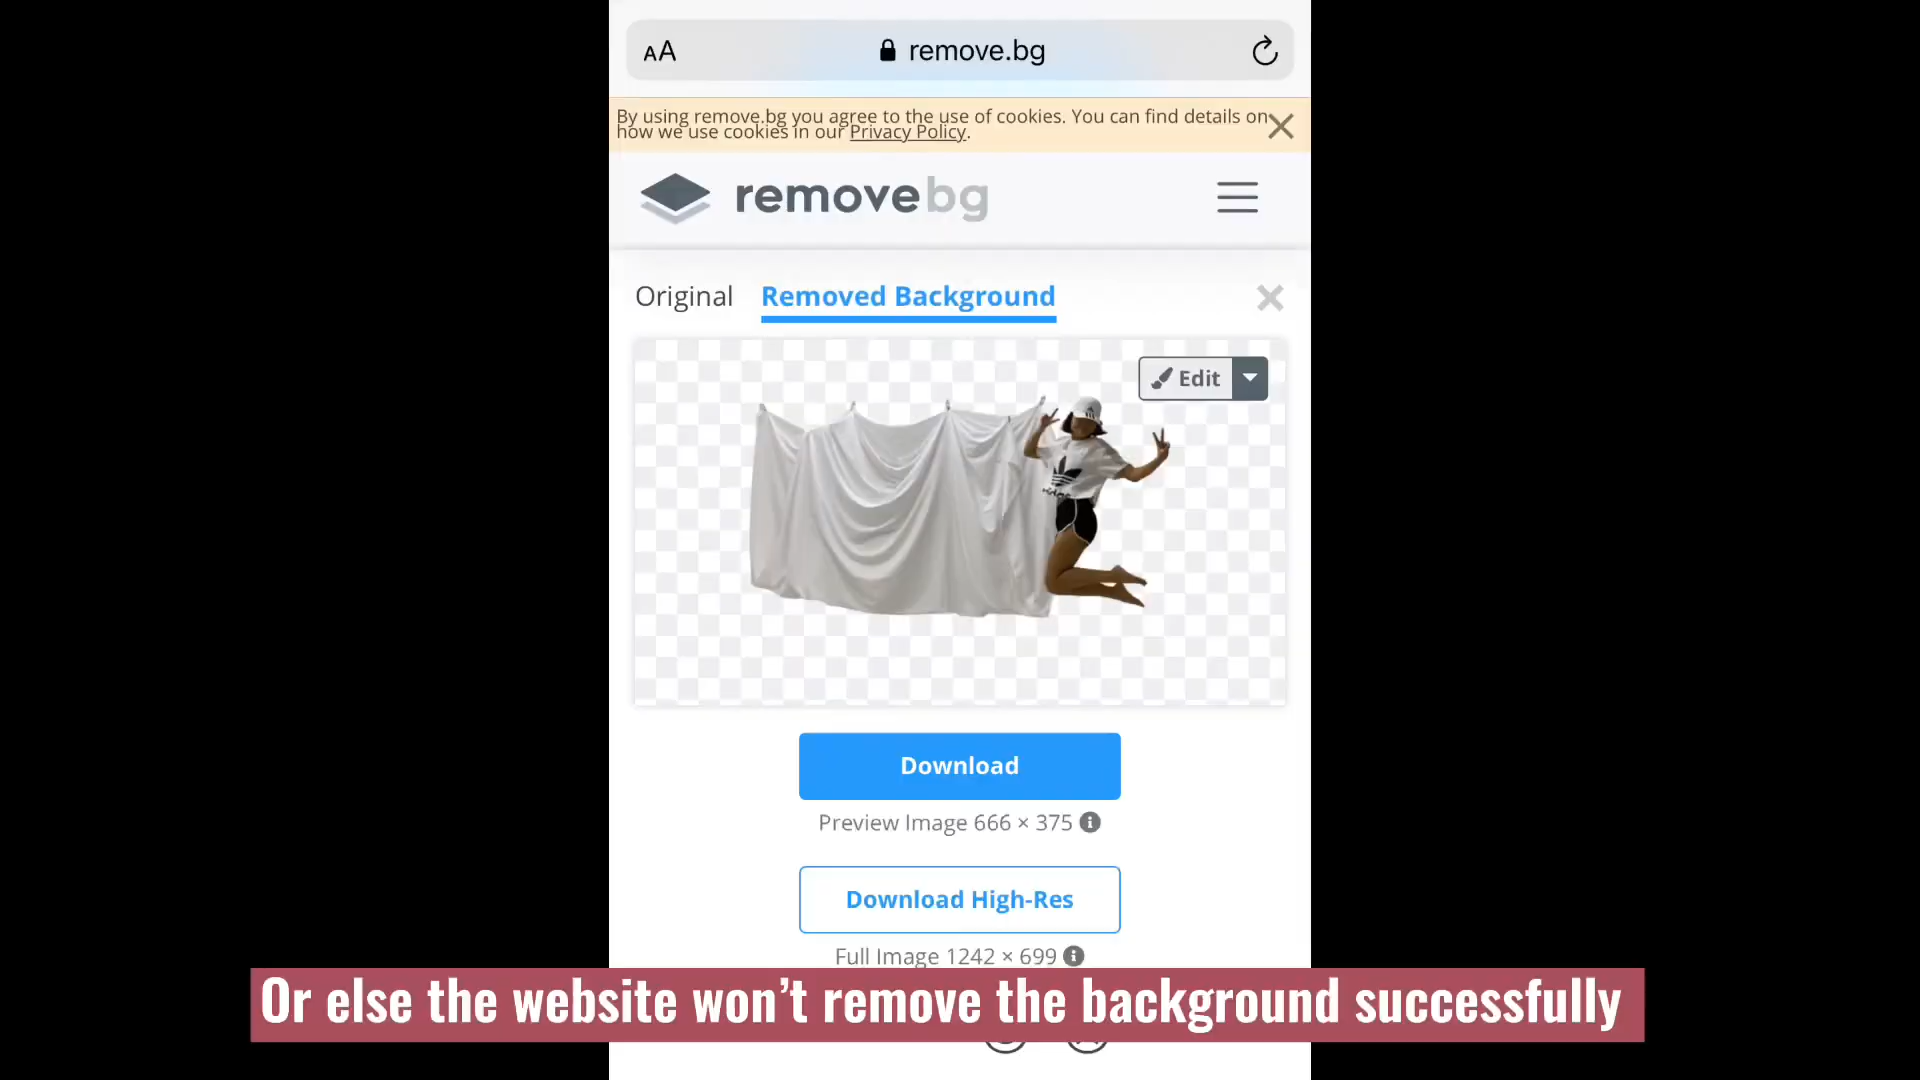 AA remove.bg
By using remove.bg you agree to the use of cookies. You can find details on
how we use cookies in our Privacy Policy.
removebg
Original Removed Background
Edit
Download
Preview Image 666 × 375
Download High-Res
Full Image 1242 × 699
Or else the website won’t remove the background successfully